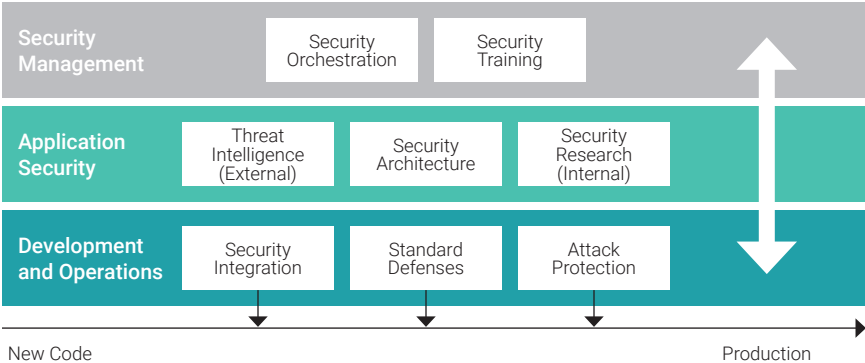 Security
Management
Security
Orchestration
Security
Training
Application
Security
Threat
Intelligence
(External)
Security
Architecture
Security
Research
(Internal)
Development
and Operations
Security
Integration
Standard
Defenses
Attack
Protection
New Code
Production